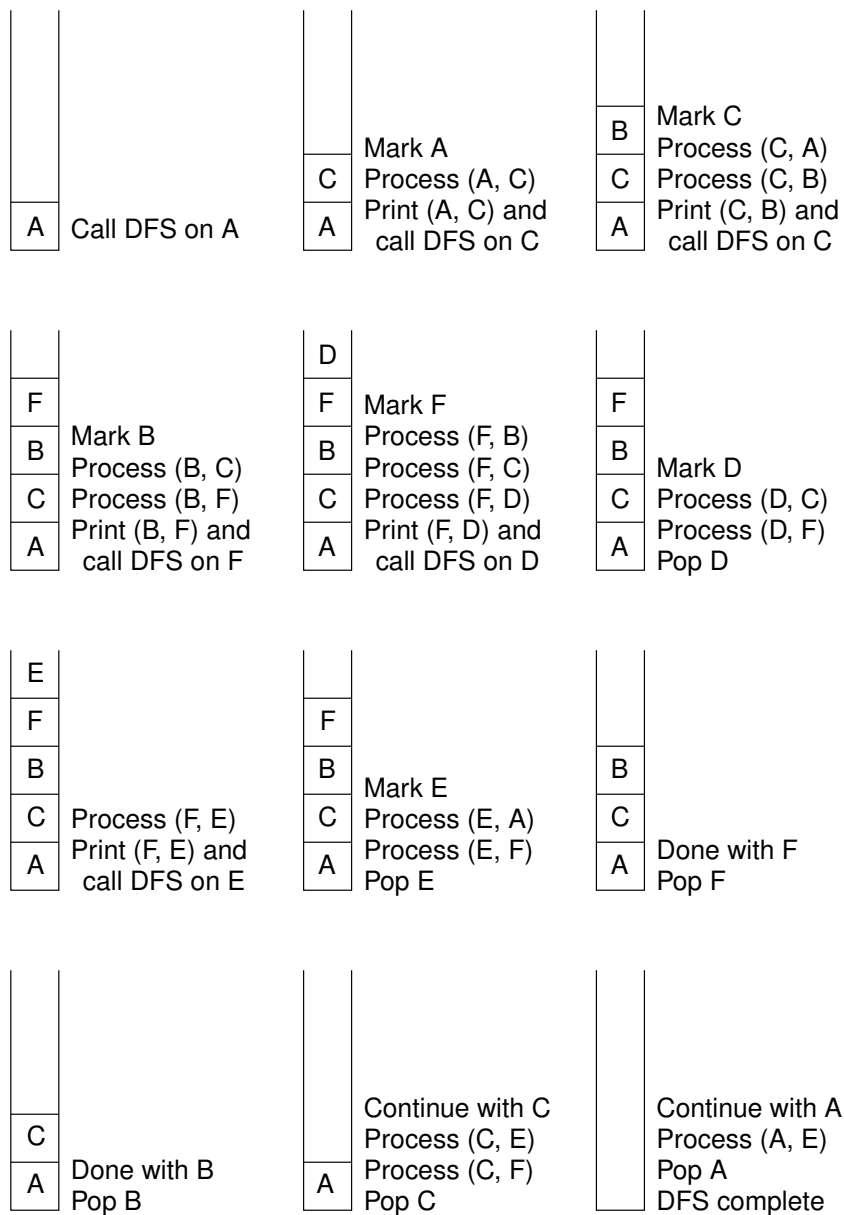 A
Call DFS on A
C
A
Mark A
Process (A, C)
Print (A, C) and
call DFS on C
B
C
A
Mark C
Process (C, A)
Process (C, B)
Print (C, B) and
call DFS on C
F
B
C
A
Mark B
Process (B, C)
Process (B, F)
Print (B, F) and
call DFS on F
D
F
B
C
A
Mark F
Process (F, B)
Process (F, C)
Process (F, D)
Print (F, D) and
call DFS on D
F
B
C
A
Mark D
Process (D, C)
Process (D, F)
Pop D
E
F
B
C
A
Process (F, E)
Print (F, E) and
call DFS on E
F
B
C
A
Mark E
Process (E, A)
Process (E, F)
Pop E
B
C
A
Done with F
Pop F
C
A
Done with B
Pop B
A
Continue with C
Process (C, E)
Process (C, F)
Pop C
Continue with A
Process (A, E)
Pop A
DFS complete